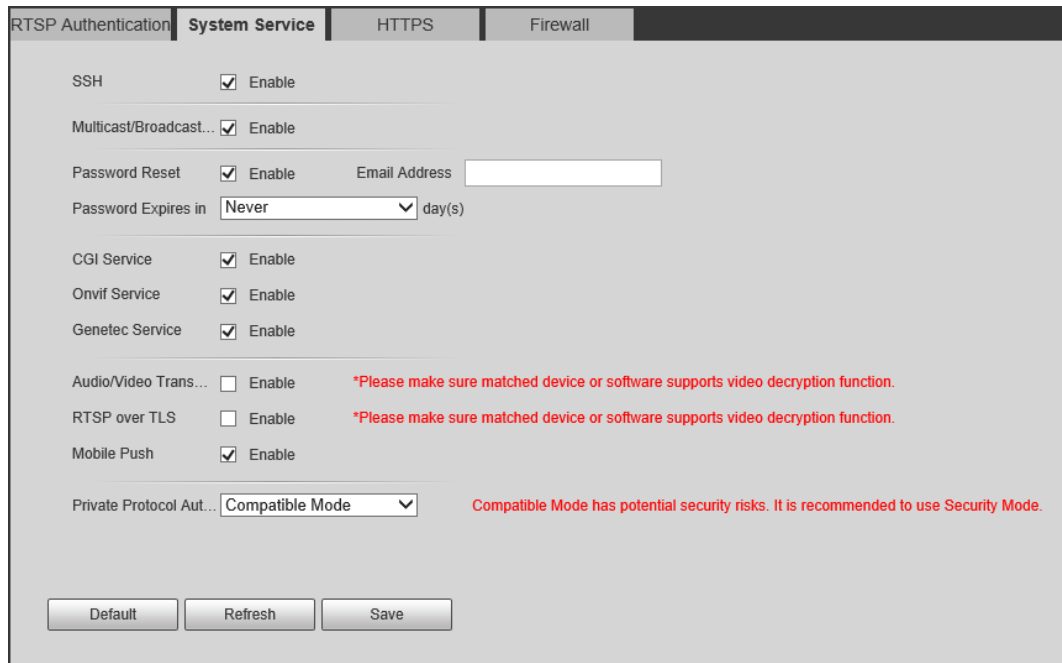 RTSP Authentication System Service HTTPS Firewall
SSH Enable
Multicast/Broadcast... Enable
Password Reset Enable Email Address
Password Expires in Never day(s)
CGI Service Enable
Onvif Service Enable
Genetec Service Enable
Audio/Video Trans... Enable *Please make sure matched device or software supports video decryption function.
RTSP over TLS Enable *Please make sure matched device or software supports video decryption function.
Mobile Push Enable
Private Protocol Aut... Compatible Mode Compatible Mode has potential security risks. It is recommended to use Security Mode.
Default Refresh Save